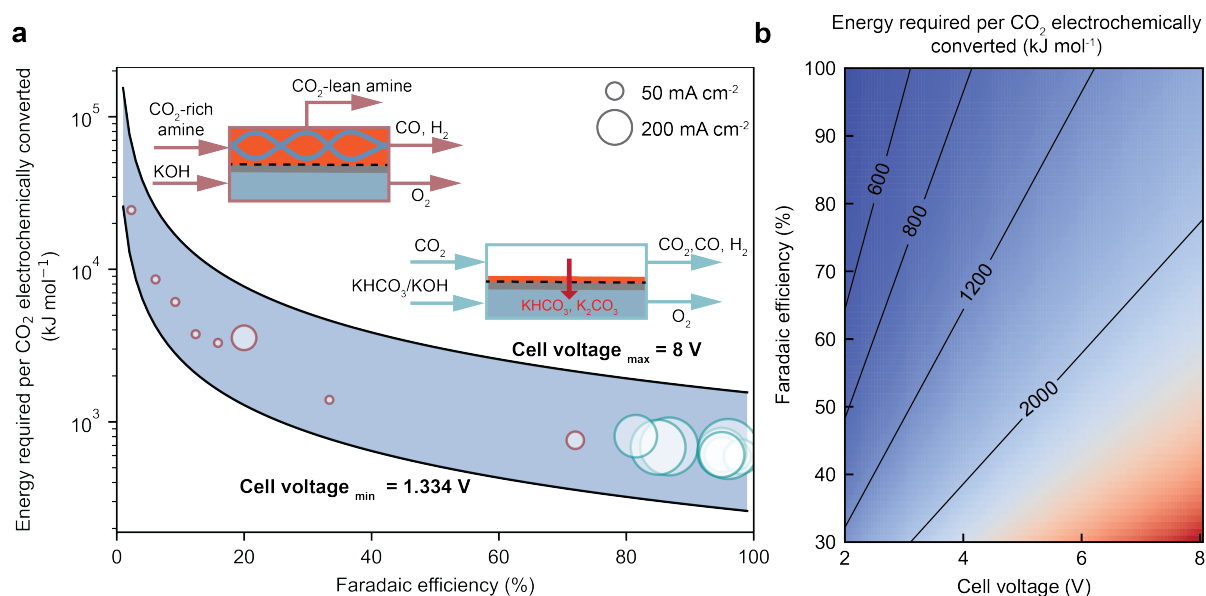 a
Energy required per CO₂ electrochemically converted
(kJ mol⁻¹)
10⁵
10⁴
10³
0
20
40
60
80
100
Faradaic efficiency (%)
CO₂-rich
amine
KOH
CO₂-lean amine
CO, H₂
O₂
50 mA cm⁻²
200 mA cm⁻²
CO₂
KHCO₃/KOH
KHCO₃, K₂CO₃
CO₂,CO, H₂
O₂
Cell voltage max = 8 V
Cell voltage min = 1.334 V
b
Energy required per CO₂ electrochemically
converted (kJ mol⁻¹)
Faradaic efficiency (%)
100
90
80
70
60
50
40
30
600
800
1200
2000
2
4
6
8
Cell voltage (V)